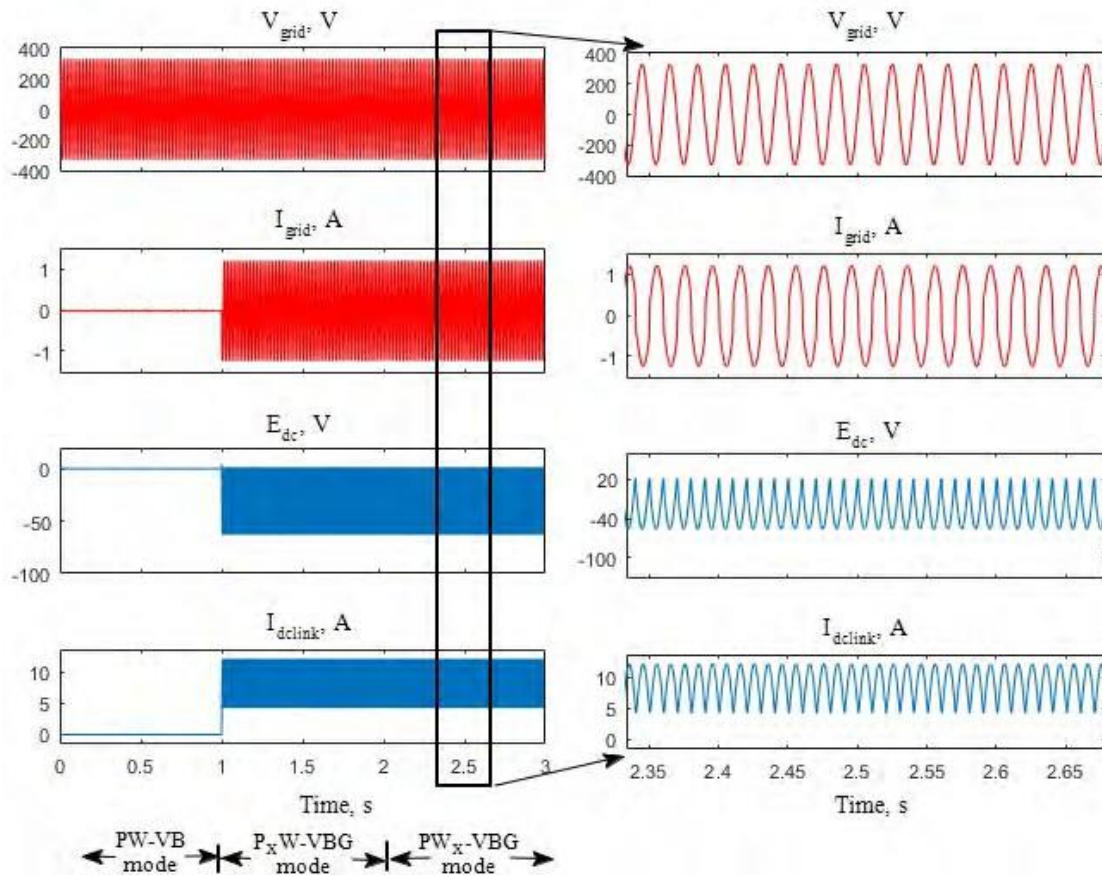 V_grid, V
400
200
0
-200
-400
I_grid, A
1
0
-1
E_dc, V
0
-50
-100
I_dclink, A
10
5
0
0 0.5 1 1.5 2 2.5 3
Time, s
PW-VB mode
P_XW-VBG mode
PW_X-VBG mode
V_grid, V
400
200
0
-200
-400
I_grid, A
1
0
-1
E_dc, V
20
-40
-100
I_dclink, A
10
5
0
2.35 2.4 2.45 2.5 2.55 2.6 2.65
Time, s